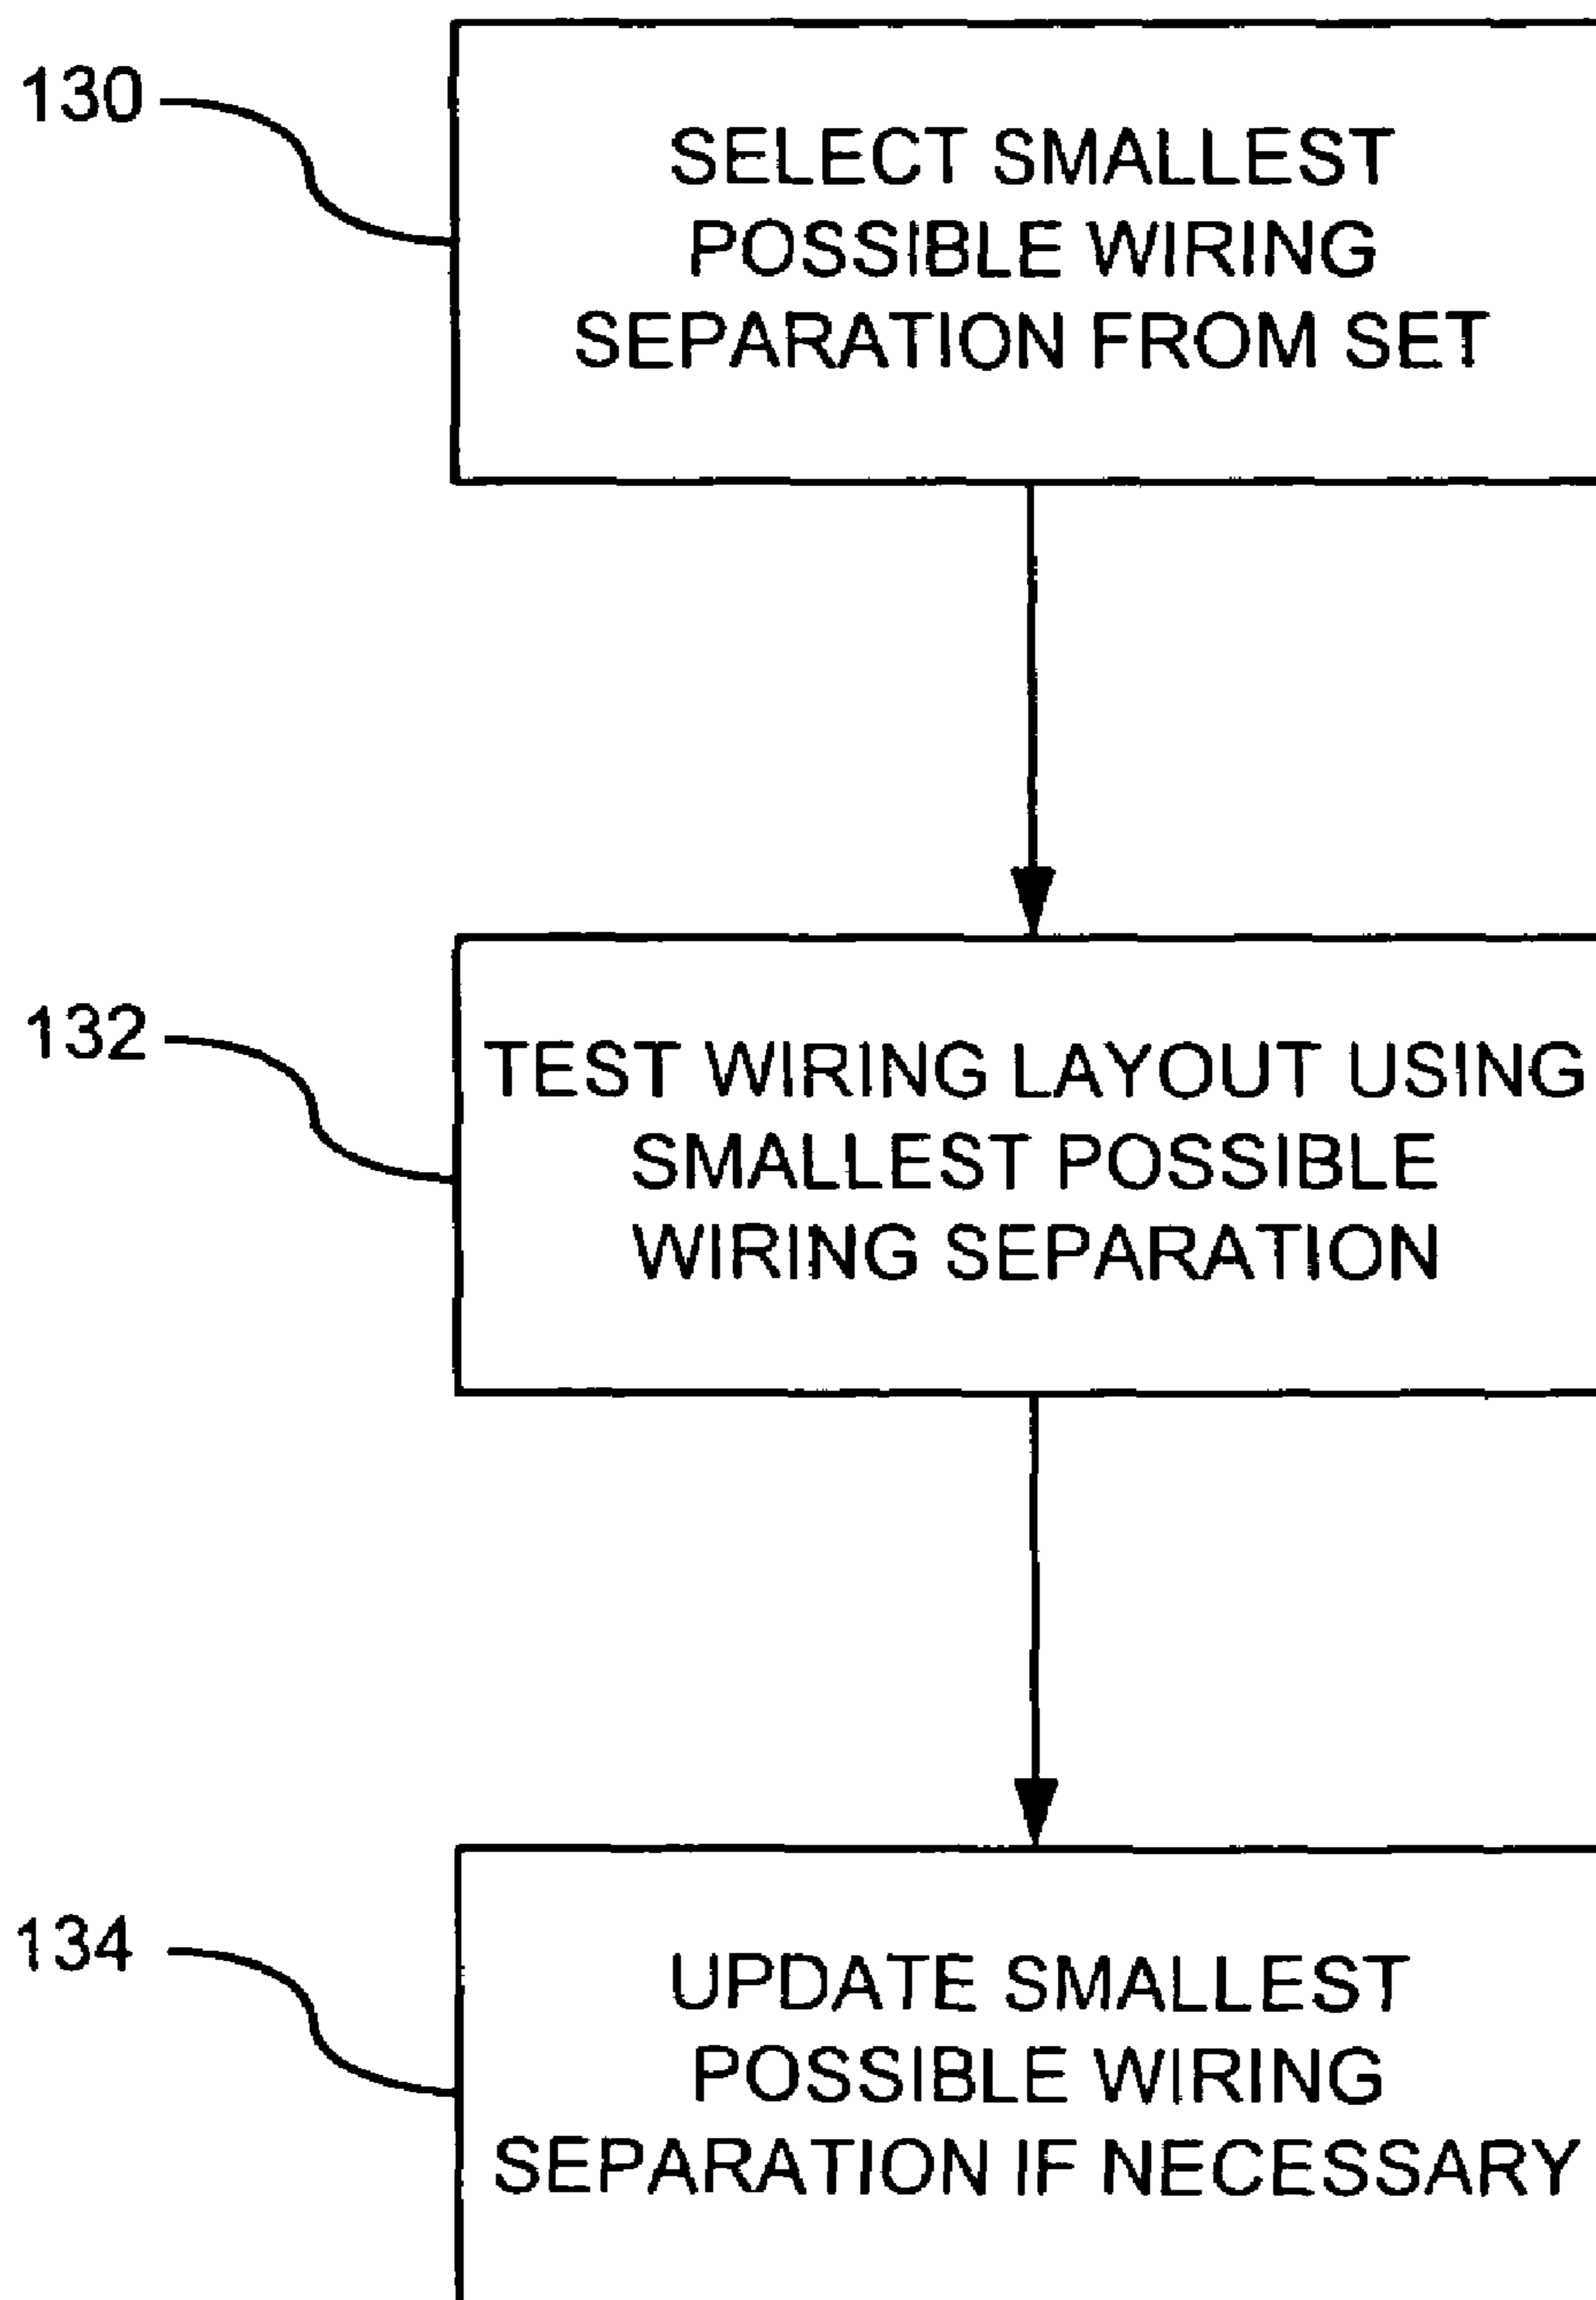 130
SELECT SMALLEST
POSSIBLE WIRING
SEPARATION FROM SET
132
TEST WIRING LAYOUT USING
SMALLEST POSSIBLE
WIRING SEPARATION
134
UPDATE SMALLEST
POSSIBLE WIRING
SEPARATION IF NECESSARY